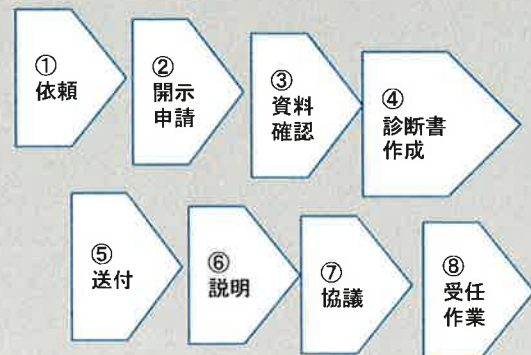 ①
依頼
②
開示
申請
③
資料
確認
④
診断書
作成
⑤
送付
⑥
説明
⑦
協議
⑧
受任
作業